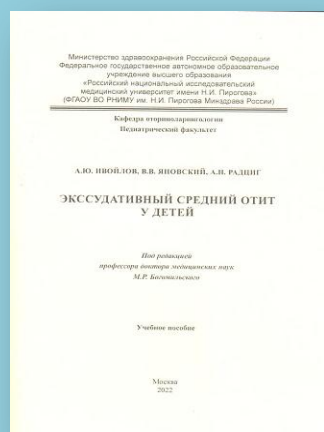 Министерство здравоохранения Российской Федерации
Федеральное государственное автономное образовательное
учреждение высшего образования
«Российский национальный исследовательский
медицинский университет имени Н.И. Пирогова»
(ФГАОУ ВО РНИМУ им. Н.И. Пирогова Минздрава России)
Кафедра оториноларингологии
Педиатрический факультет
А.Ю. ИВОЙЛОВ, В.В. ЯНОВСКИЙ, А.И. РАДЦИГ
ЭКССУДАТИВНЫЙ СРЕДНИЙ ОТИТ
У ДЕТЕЙ
Под редакцией
профессора доктора медицинских наук
М.Р. Богомильского
Учебное пособие
Москва
2022